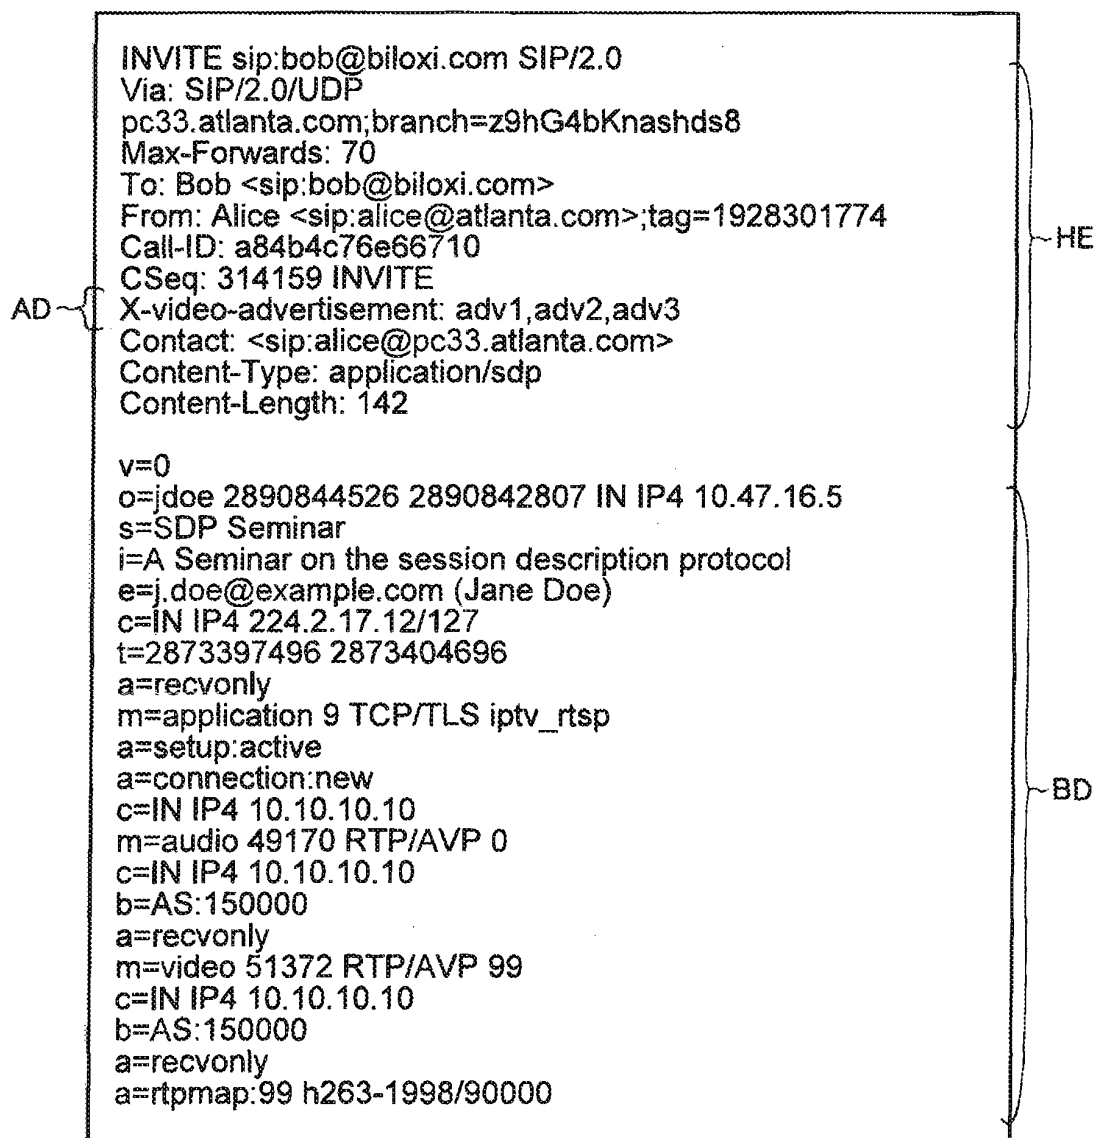 INVITE sip:bob@biloxi.com SIP/2.0
Via: SIP/2.0/UDP
pc33.atlanta.com;branch=z9hG4bKnashds8
Max-Forwards: 70
To: Bob <sip:bob@biloxi.com>
From: Alice <sip:alice@atlanta.com>;tag=1928301774
Call-ID: a84b4c76e66710
HE
CSeq: 314159 INVITE
AD
X-video-advertisement: adv1,adv2,adv3
Contact: <sip:alice@pc33.atlanta.com>
Content-Type: application/sdp
Content-Length: 142
v=0
o=jdoe 2890844526 2890842807 IN IP4 10.47.16.5
s=SDP Seminar
i=A Seminar on the session description protocol
e=j.doe@example.com (Jane Doe)
c=IN IP4 224.2.17.12/127
t=2873397496 2873404696
a=recvonly
m=application 9 TCP/TLS iptv_rtsp
a=setup:active
a=connection:new
BD
c=IN IP4 10.10.10.10
m=audio 49170 RTP/AVP 0
c=IN IP4 10.10.10.10
b=AS:150000
a=recvonly
m=video 51372 RTP/AVP 99
c=IN IP4 10.10.10.10
b=AS:150000
a=recvonly
a=rtpmap:99 h263-1998/90000